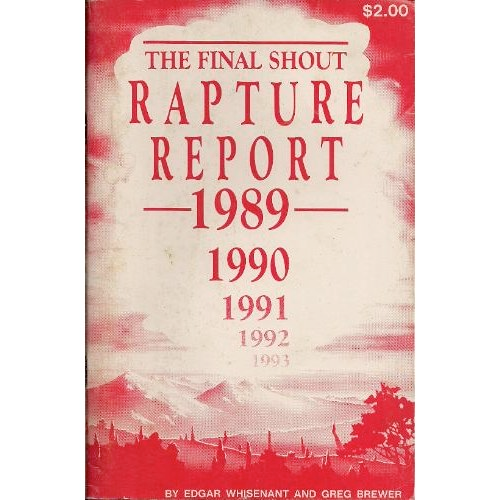 $2.00
THE FINAL SHOUT
RAPTURE
REPORT
—1989—
1990
1991
1992
1993
BY EDGAR WHISENANT AND GREG BREWER